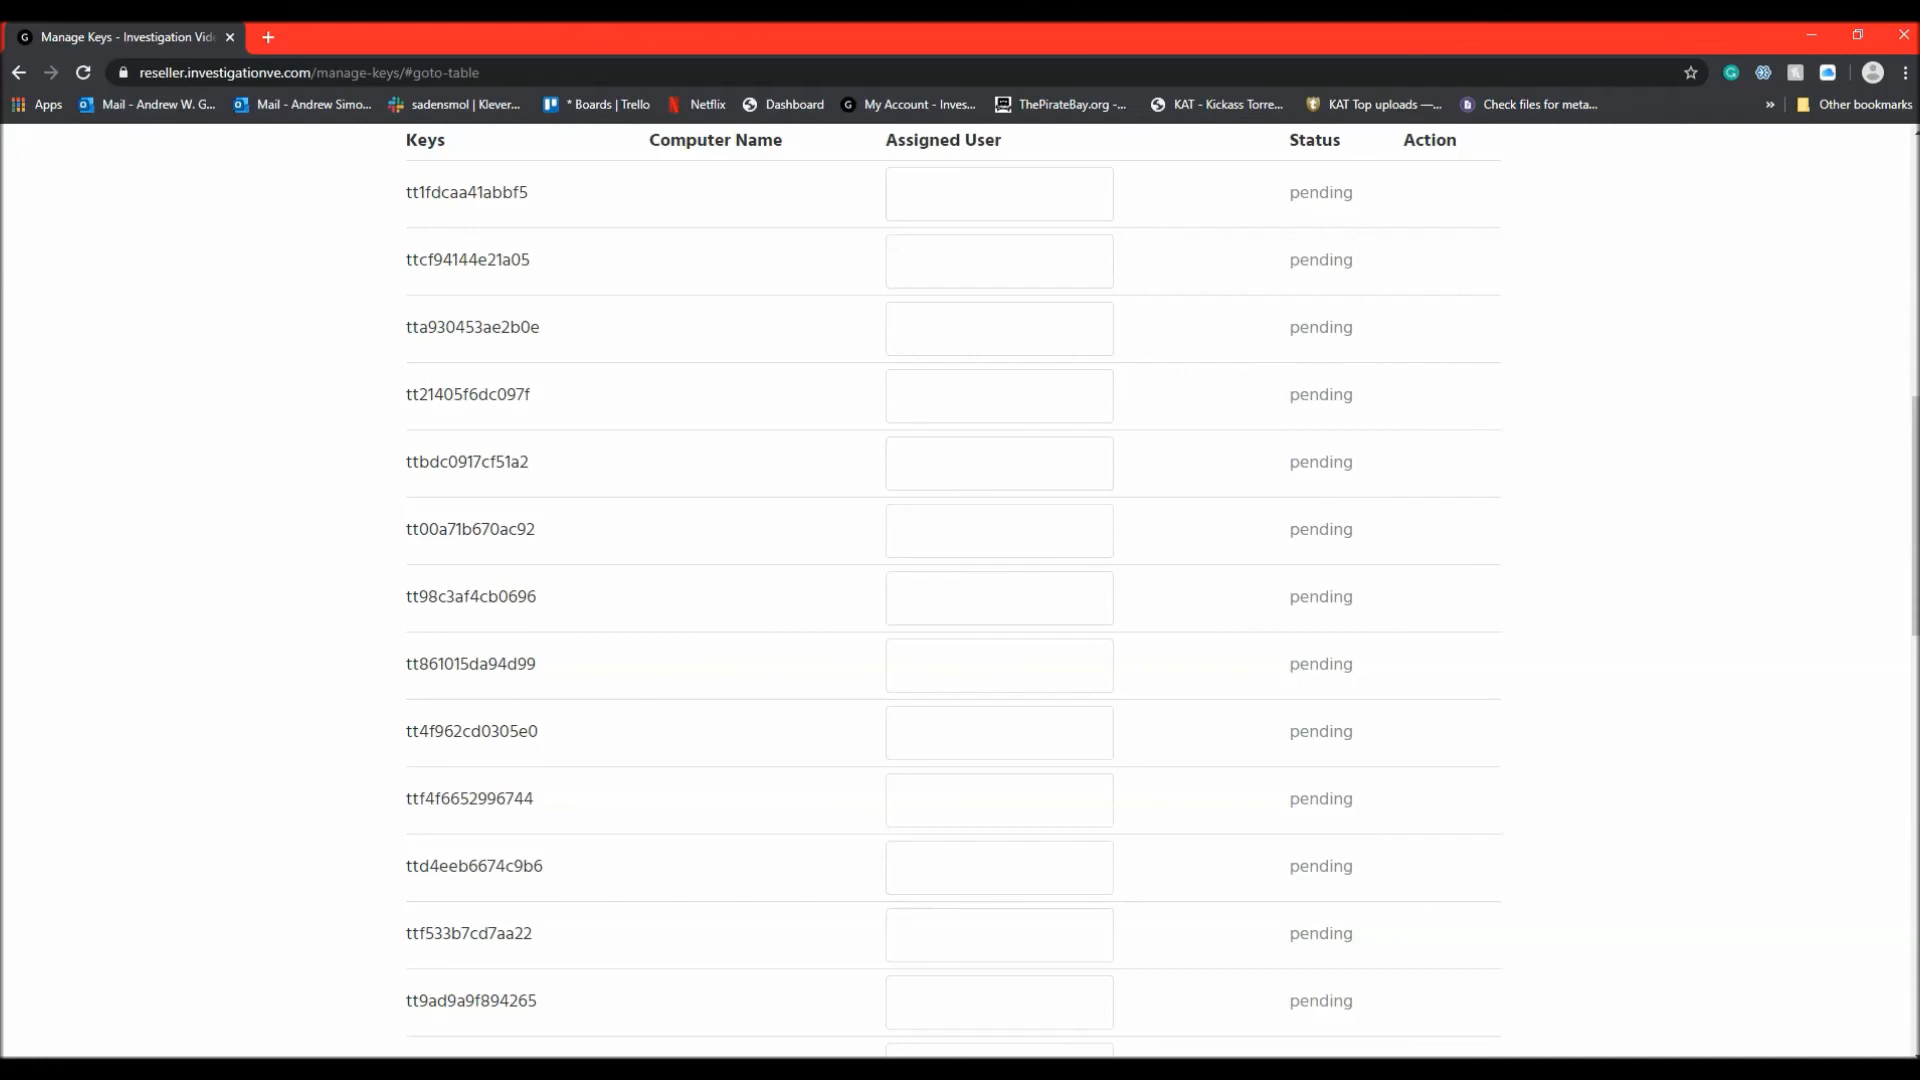 Manage Keys - Investigation Vide
reseller.investigationve.com/manage-keys/#goto-table
Apps Mail - Andrew W. G... Mail - Andrew Simo... sadensmol | Klever... * Boards | Trello Netflix Dashboard My Account - Inves... ThePirateBay.org -... KAT - Kickass Torre... KAT Top uploads —... Check files for meta... » Other bookmarks
Keys Computer Name Assigned User Status Action
tt1fdcaa41abbf5 pending
ttcf94144e21a05 pending
tta930453ae2b0e pending
tt21405f6dc097f pending
ttbdc0917cf51a2 pending
tt00a71b670ac92 pending
tt98c3af4cb0696 pending
tt861015da94d99 pending
tt4f962cd0305e0 pending
ttf4f6652996744 pending
ttd4eeb6674c9b6 pending
ttf533b7cd7aa22 pending
tt9ad9a9f894265 pending